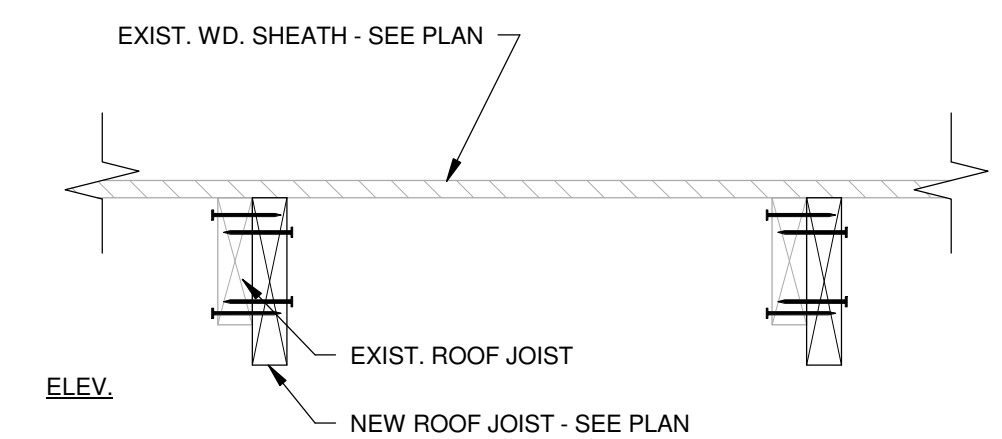 EXIST. WD. SHEATH - SEE PLAN
EXIST. ROOF JOIST
ELEV.
NEW ROOF JOIST - SEE PLAN